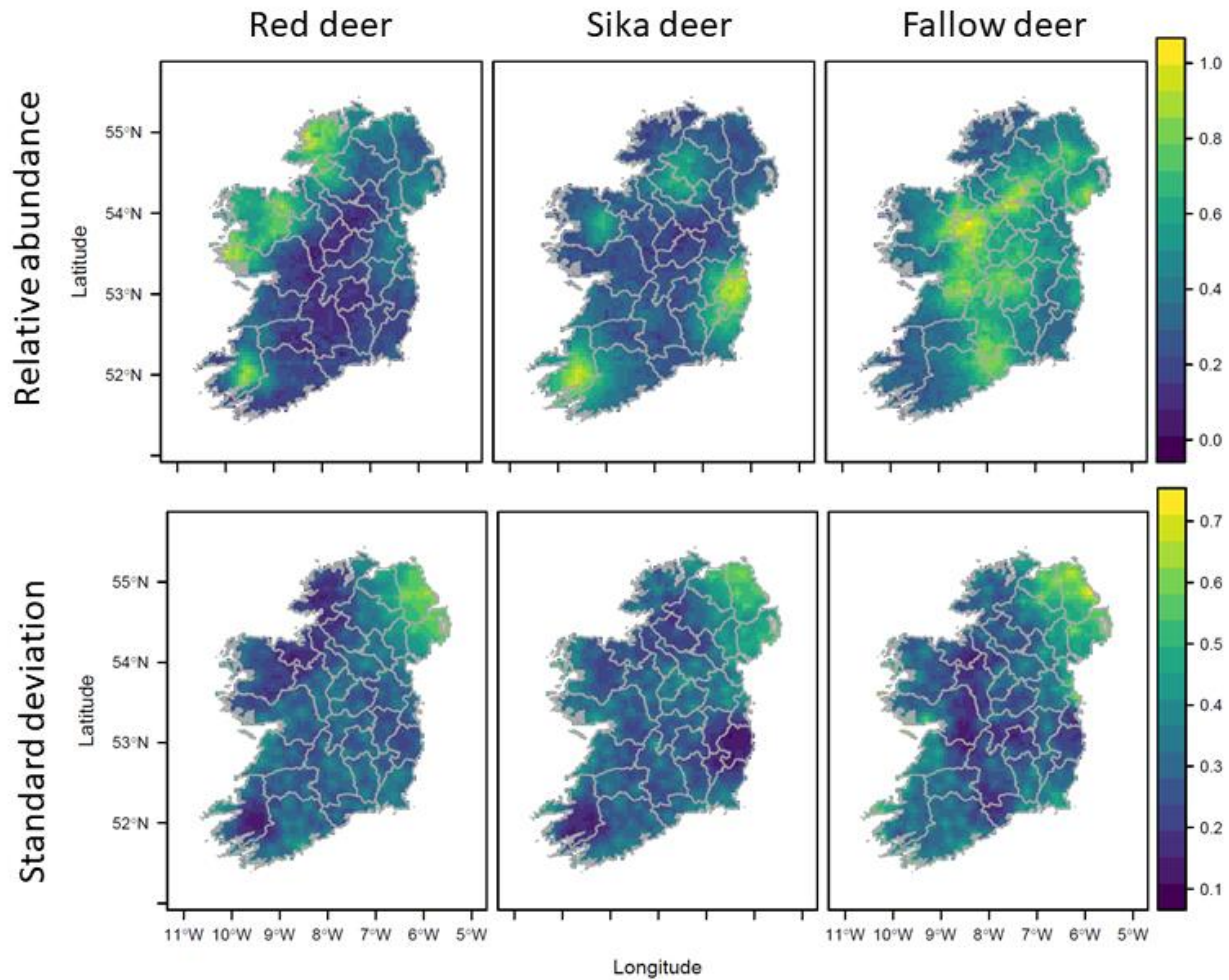 Red deer
Sika deer
Fallow deer
Relative abundance
Latitude
55°N
54°N
53°N
52°N
1.0
0.8
0.6
0.4
0.2
0.0
Standard deviation
Latitude
55°N
54°N
53°N
52°N
0.7
0.6
0.5
0.4
0.3
0.2
0.1
11°W 10°W 9°W 8°W 7°W 6°W 5°W
11°W 10°W 9°W 8°W 7°W 6°W 5°W
Longitude